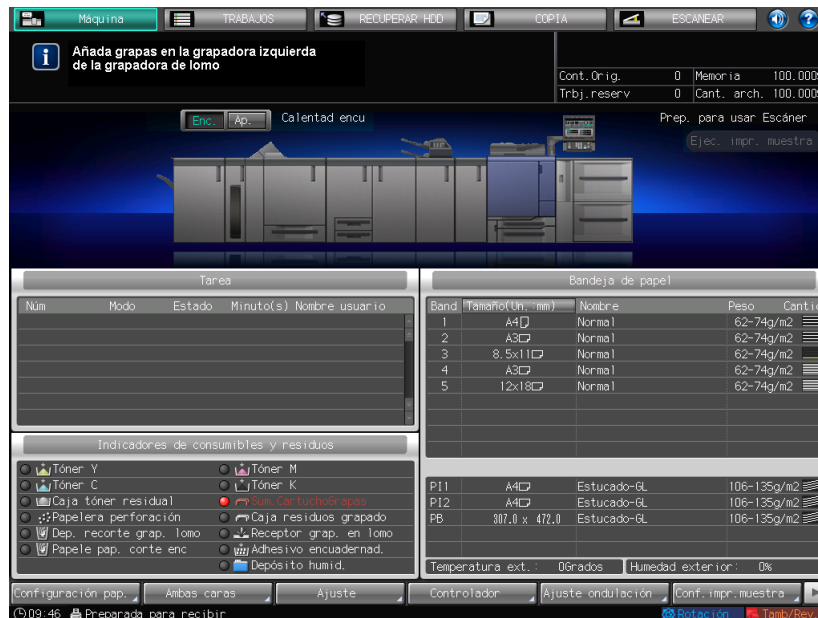 Máquina TRABAJOS RECUPERAR HDD COPIA ESCANEAR
Añada grapas en la grapadora izquierda
de la grapadora de lomo
Cont.Orig. 0 Memoria 100.000
Trbj.reserv 0 Cant. arch. 100.000
Enc. Ap. Calentad encu
Prep. para usar Escáner
Ejec. impr. muestra
Tarea
Núm Modo Estado Minuto(s) Nombre usuario
Indicadores de consumibles y residuos
Tóner Y Tóner M
Tóner C Tóner K
Caja tóner residual Sum.CartuchoGrapas
Papelera perforación Caja residuos grapado
Dep. recorte grap. lomo Receptor grap. en lomo
Papele pap. corte enc Adhesivo encuadernad.
Depósito humid.
Bandeja de papel
Band Tamaño(Un. :mm) Nombre Peso Canti
1 A4 Normal 62-74g/m2
2 A3 Normal 62-74g/m2
3 8.5x11 Normal 62-74g/m2
4 A3 Normal 62-74g/m2
5 12x18 Normal 62-74g/m2
PI1 A4 Estucado-GL 106-135g/m2
PI2 A4 Estucado-GL 106-135g/m2
PB 307.0 x 472.0 Estucado-GL 106-135g/m2
Temperatura ext.: 0Grados Humedad exterior: 0%
Configuración pap. Ambas caras Ajuste Controlador Ajuste ondulación Conf.impr.muestra
09:46 Preparada para recibir Rotación Tamb/Rev